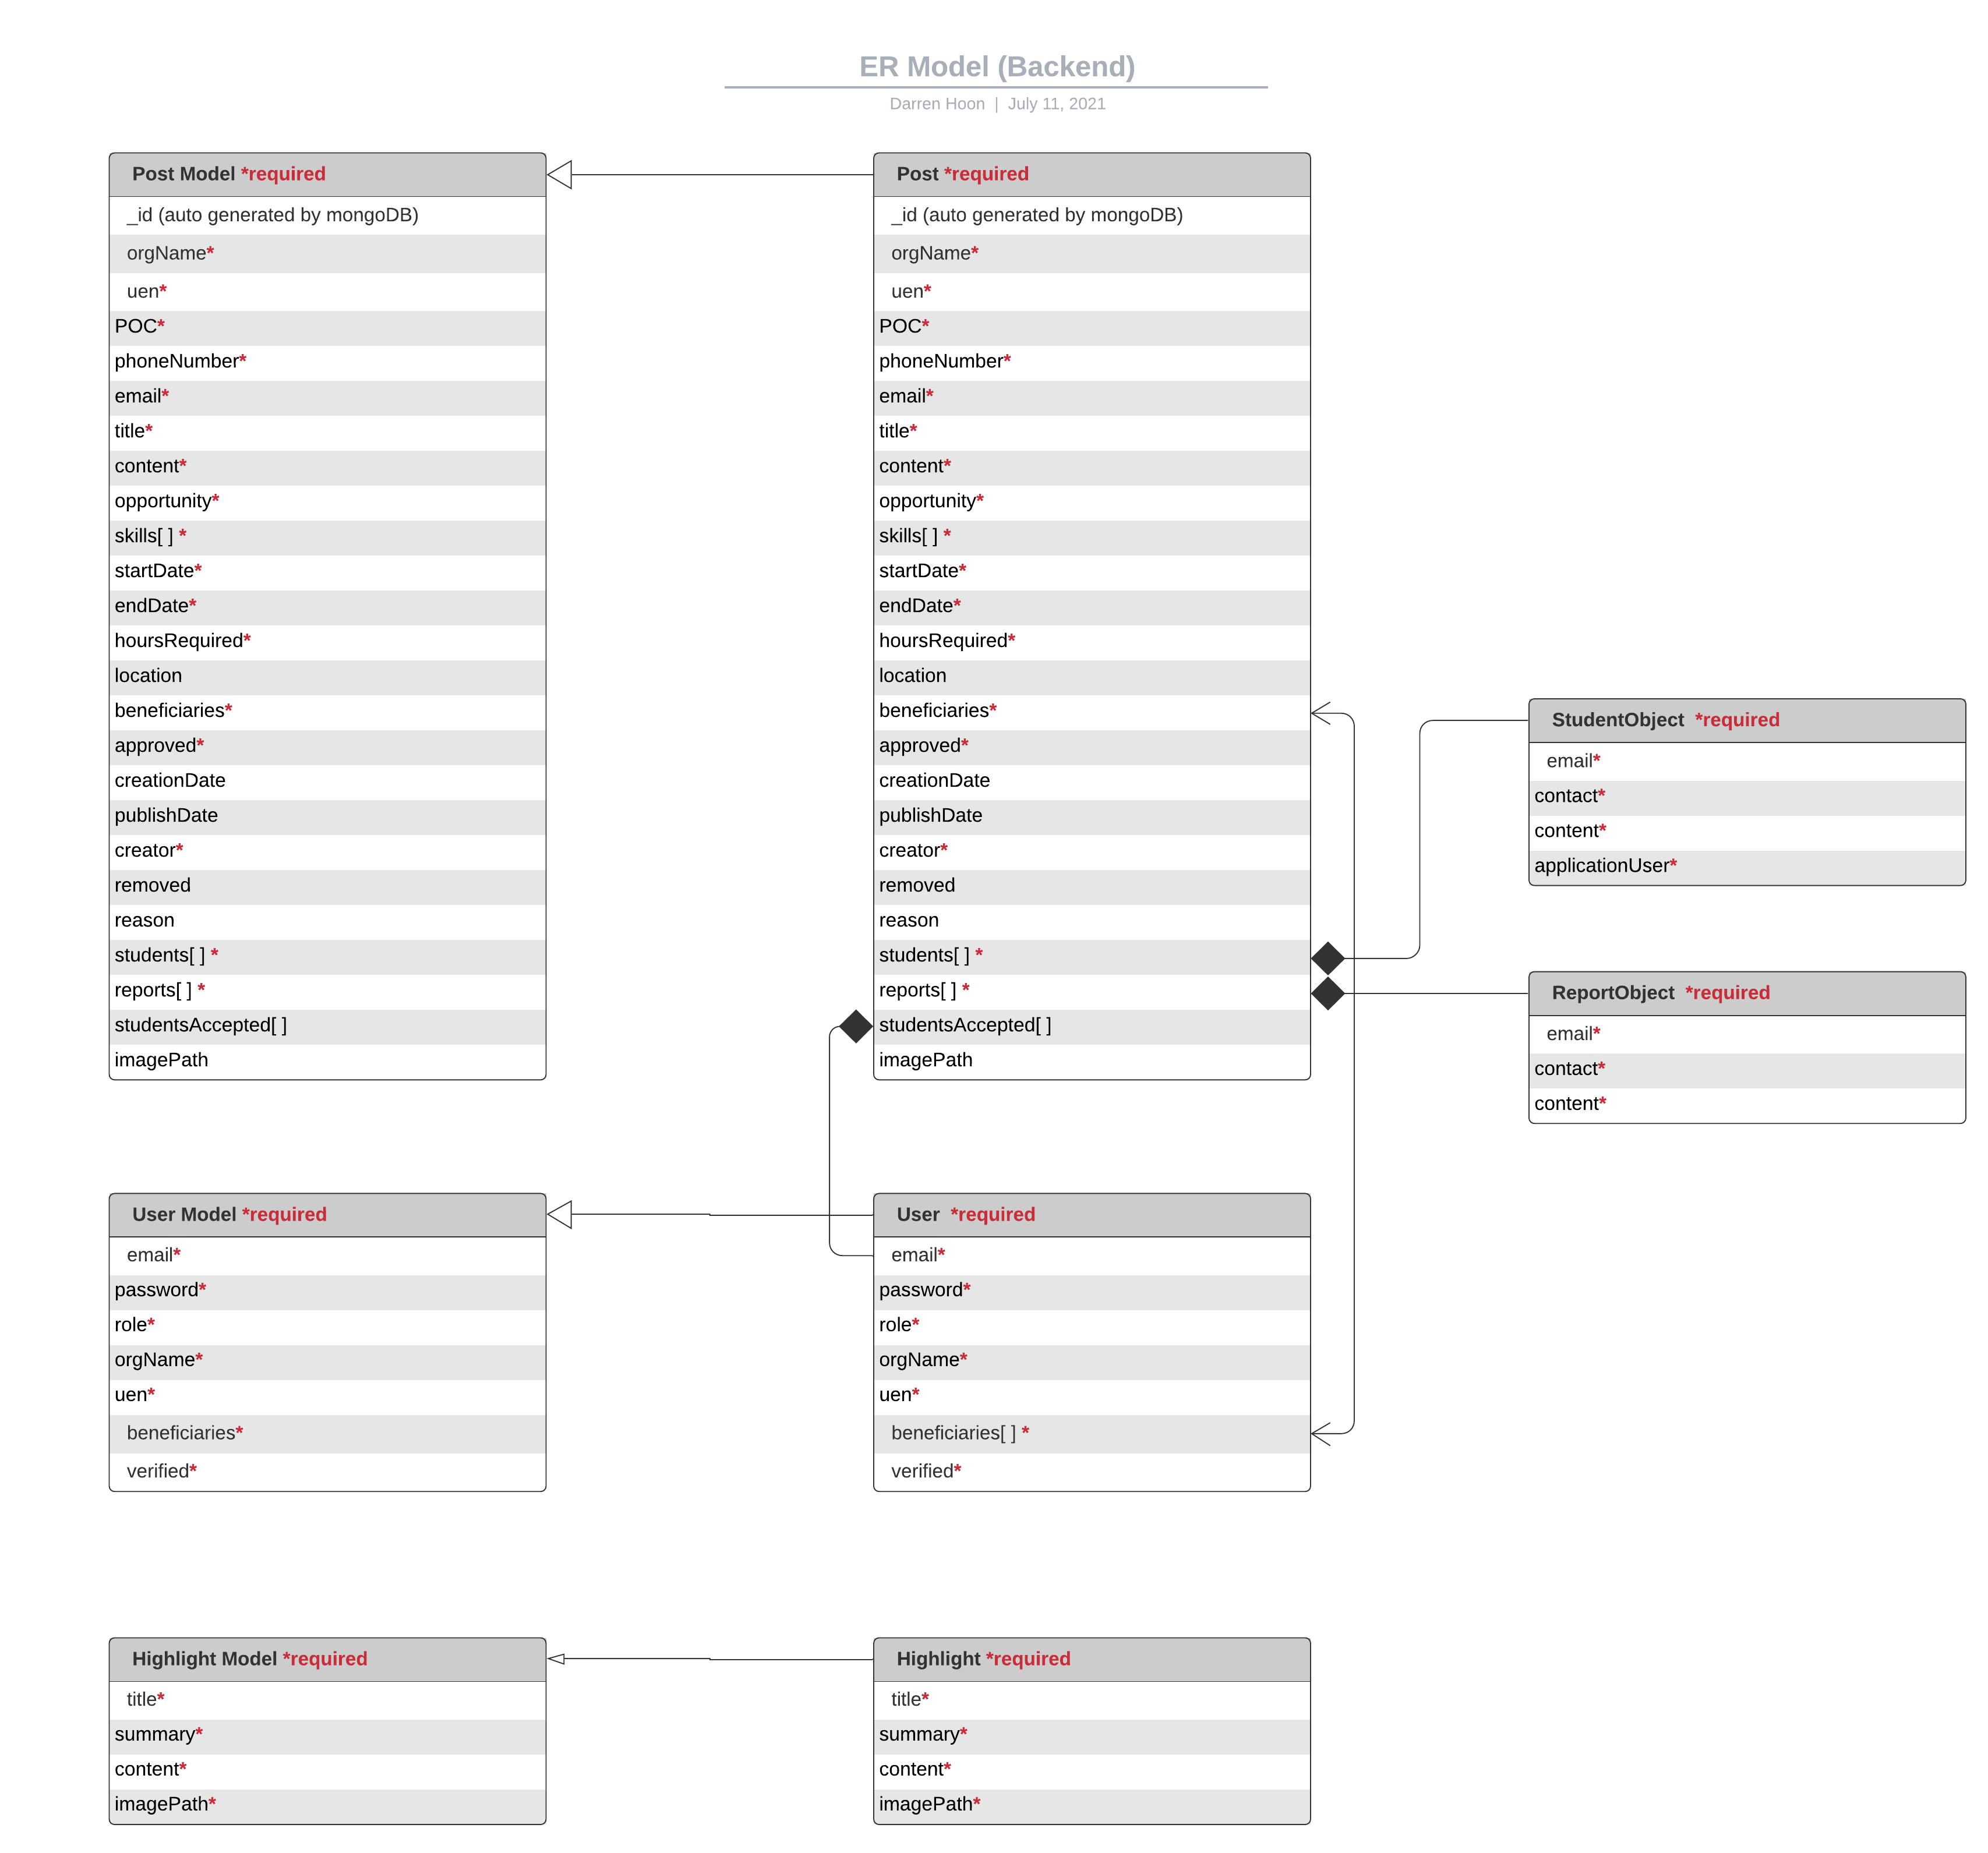 ER Model (Backend)
Darren Hoon | July 11, 2021
Post Model *required
_id (auto generated by mongoDB)
orgName*
uen*
POC*
phoneNumber*
email*
title*
content*
opportunity*
skills[ ] *
startDate*
endDate*
hoursRequired*
location
beneficiaries*
approved*
creationDate
publishDate
creator*
removed
reason
students[ ] *
reports[ ] *
studentsAccepted[ ]
imagePath
Post *required
_id (auto generated by mongoDB)
orgName*
uen*
POC*
phoneNumber*
email*
title*
content*
opportunity*
skills[ ] *
startDate*
endDate*
hoursRequired*
location
beneficiaries*
approved*
creationDate
publishDate
creator*
removed
reason
students[ ] *
reports[ ] *
studentsAccepted[ ]
imagePath
StudentObject *required
email*
contact*
content*
applicationUser*
ReportObject *required
email*
contact*
content*
User Model *required
email*
password*
role*
orgName*
uen*
beneficiaries*
verified*
User *required
email*
password*
role*
orgName*
uen*
beneficiaries[ ] *
verified*
Highlight Model *required
title*
summary*
content*
imagePath*
Highlight *required
title*
summary*
content*
imagePath*